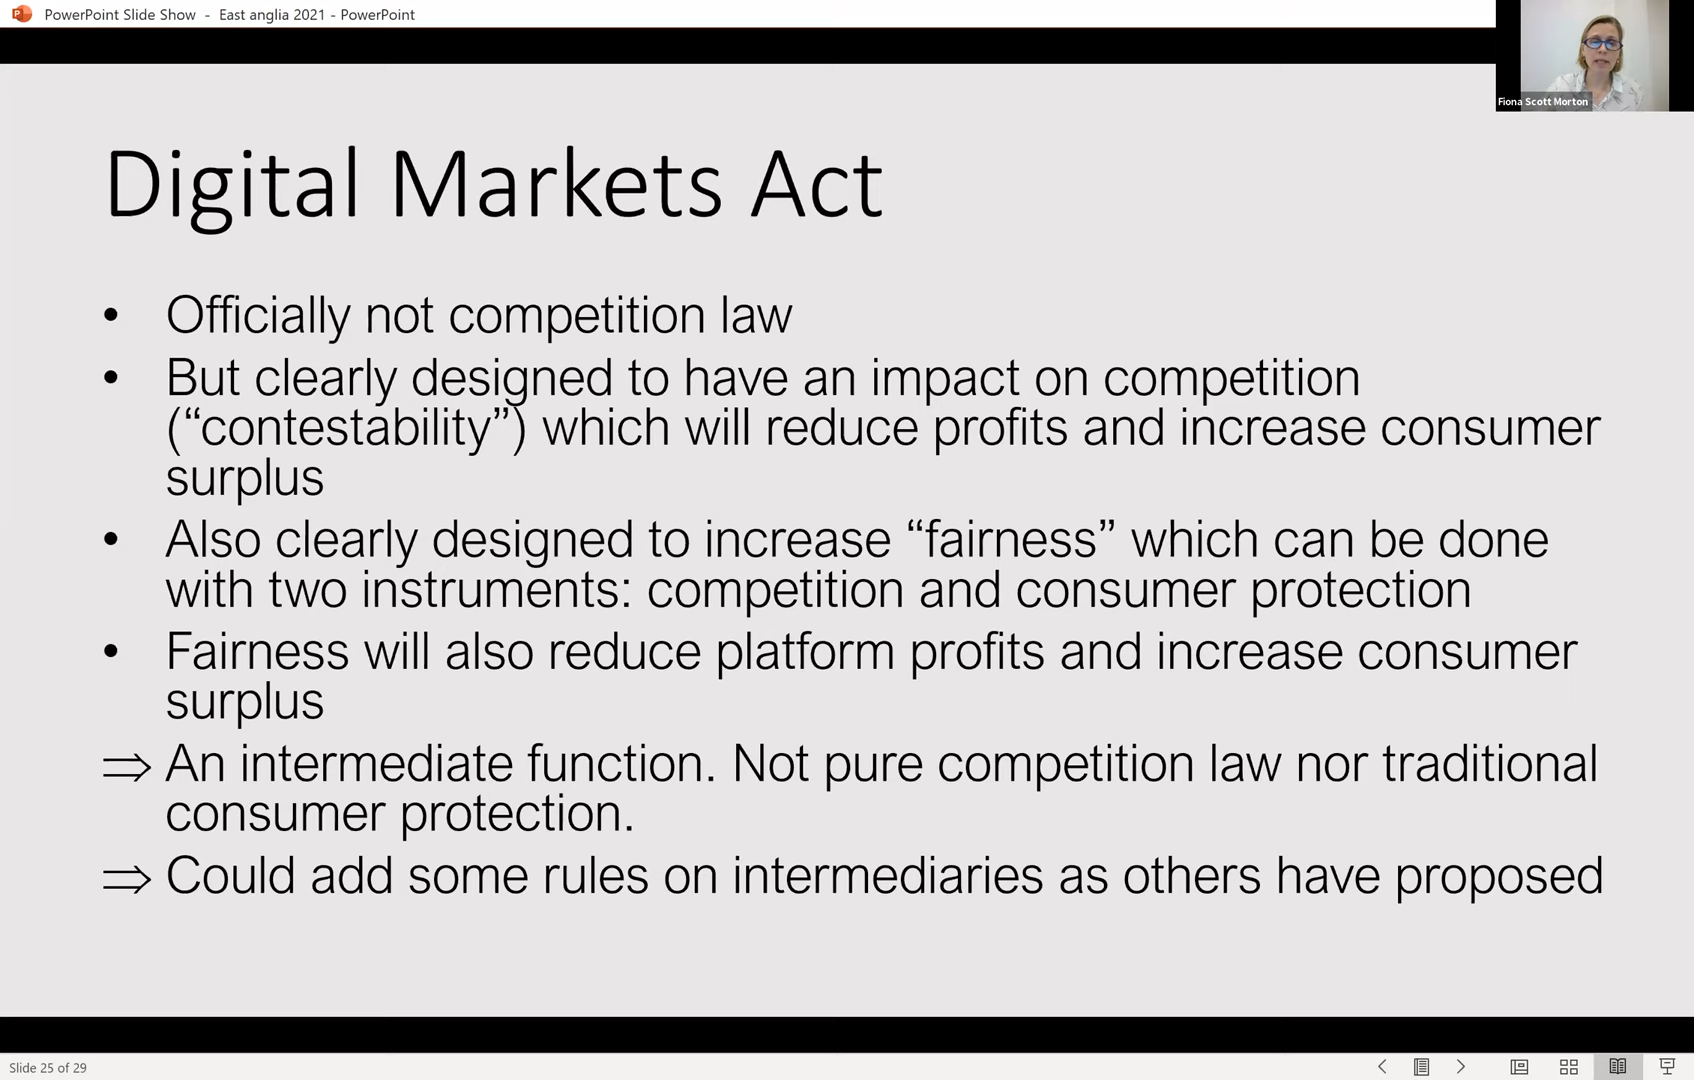 PowerPoint Slide Show - East anglia 2021 - PowerPoint
Fiona Scott Morton
Digital Markets Act
• Officially not competition law
• But clearly designed to have an impact on competition
(“contestability”) which will reduce profits and increase consumer
surplus
• Also clearly designed to increase “fairness” which can be done
with two instruments: competition and consumer protection
• Fairness will also reduce platform profits and increase consumer
surplus
⇒ An intermediate function. Not pure competition law nor traditional
consumer protection.
⇒ Could add some rules on intermediaries as others have proposed
Slide 25 of 29